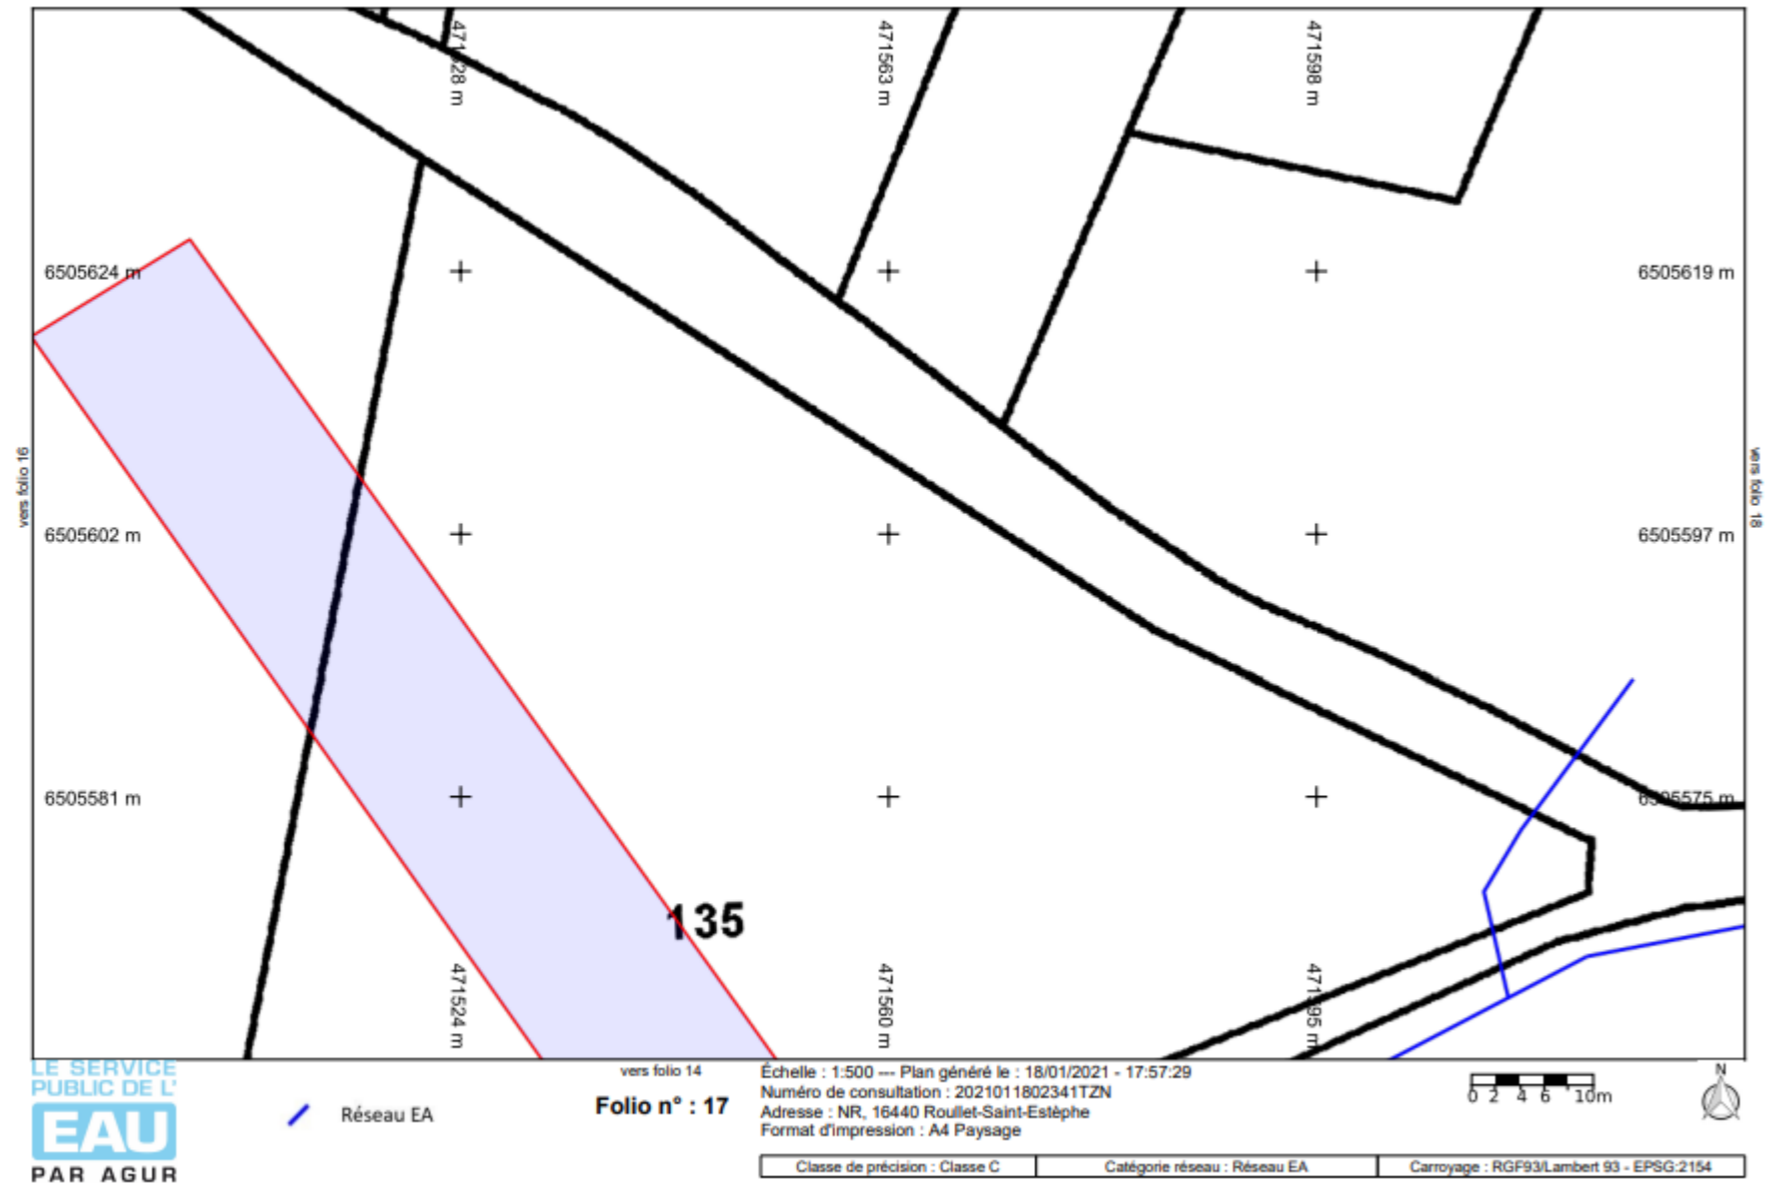 471528 m
471563 m
471598 m
6505624 m
6505619 m
vers folio 16
vers folio 18
6505602 m
6505597 m
6505581 m
6505575 m
135
471524 m
471560 m
471595 m
LE SERVICE
PUBLIC DE L'
EAU
PAR AGUR
Réseau EA
vers folio 14
Folio n° : 17
Échelle : 1:500 --- Plan généré le : 18/01/2021 - 17:57:29
Numéro de consultation : 2021011802341TZN
Adresse : NR, 16440 Roullet-Saint-Estèphe
Format d'impression : A4 Paysage
0 2 4 6 10m
N
Classe de précision : Classe C
Catégorie réseau : Réseau EA
Carroyage : RGF93/Lambert 93 - EPSG:2154